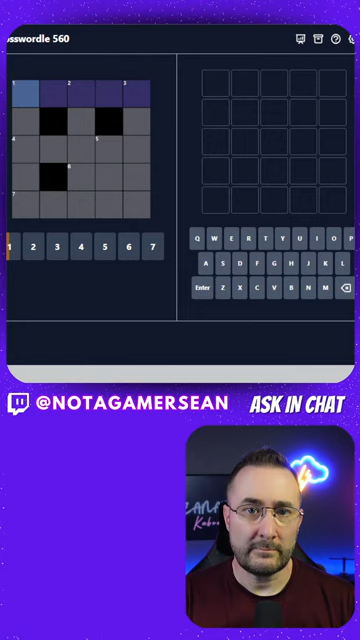 osswordle 560
1 2 3
4 5
6
7
1 2 3 4 5 6 7
Q W E R T Y U I O P
A S D F G H J K L
Enter Z X C V B N M
@NOTAGAMERSEAN ASK IN CHAT